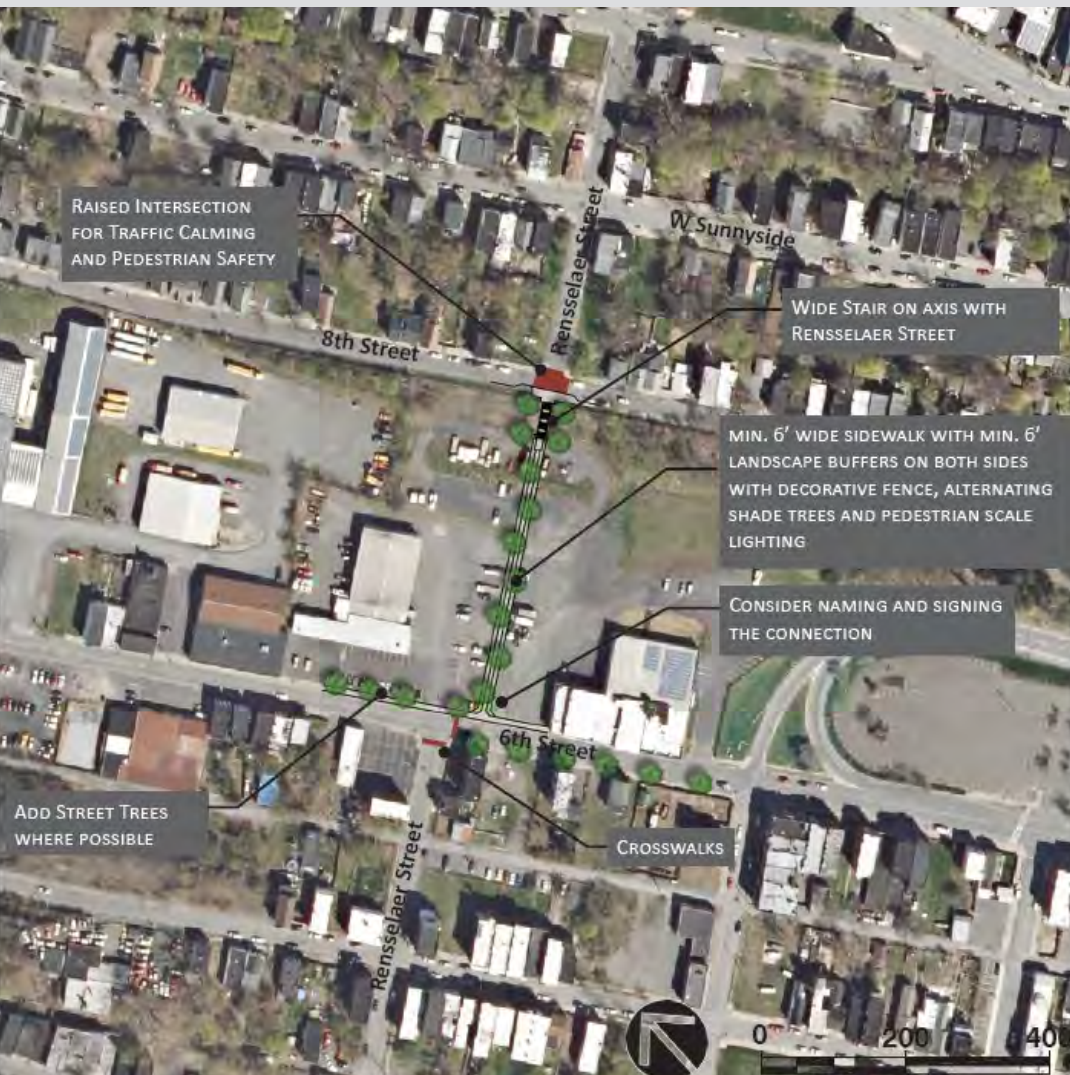 Raised Intersection
for Traffic Calming
and Pedestrian Safety
Rensselaer Street
W Sunnyside
Wide Stair on axis with
Rensselaer Street
8th Street
min. 6' wide sidewalk with min. 6'
landscape buffers on both sides
with decorative fence, alternating
shade trees and pedestrian scale
lighting
Consider naming and signing
the connection
6th Street
Add Street Trees
where possible
Crosswalks
Rensselaer Street
0 200 400